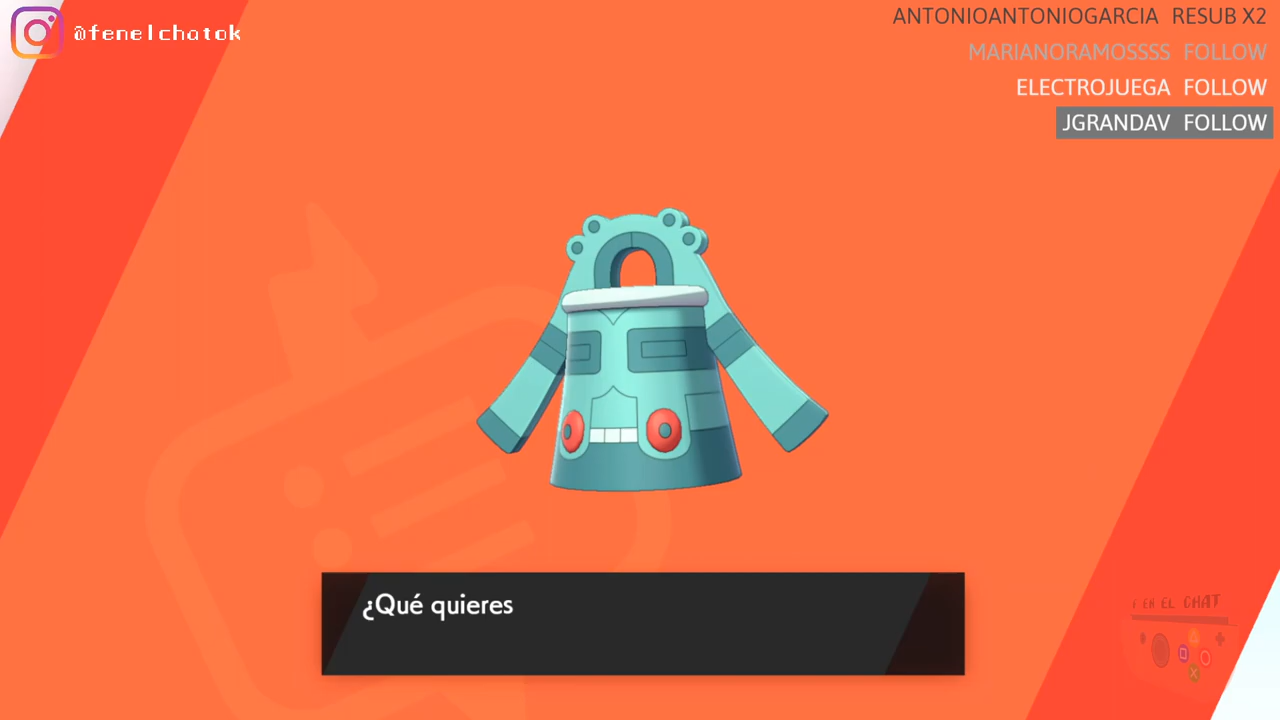 @fenelchatok
ANTONIOANTONIOGARCIA RESUB X2
MARIANORAMOSSSS FOLLOW
ELECTROJUEGA FOLLOW
JGRANDAV FOLLOW
¿Qué quieres
EN EL CHAT